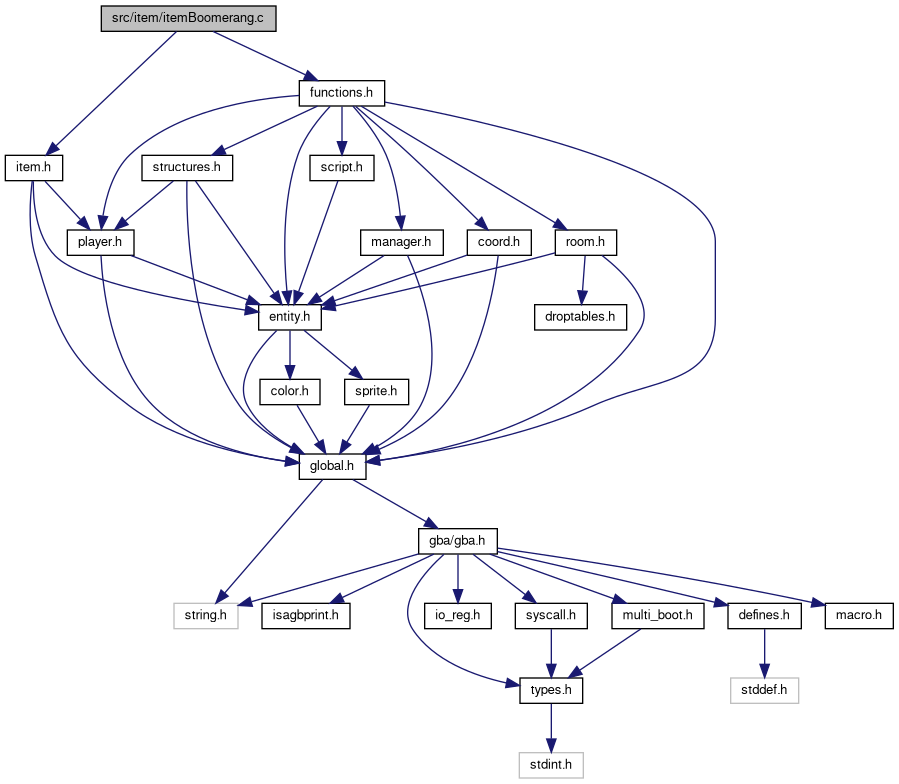 src/item/itemBoomerang.c
functions.h
item.h
structures.h
script.h
player.h
manager.h
coord.h
room.h
entity.h
droptables.h
color.h
sprite.h
global.h
gba/gba.h
string.h
isagbprint.h
io_reg.h
syscall.h
multi_boot.h
defines.h
macro.h
types.h
stddef.h
stdint.h